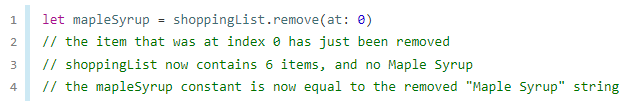 1 let mapleSyrup = shoppingList.remove(at: 0)
2 // the item that was at index 0 has just been removed
3 // shoppingList now contains 6 items, and no Maple Syrup
4 // the mapleSyrup constant is now equal to the removed "Maple Syrup" string